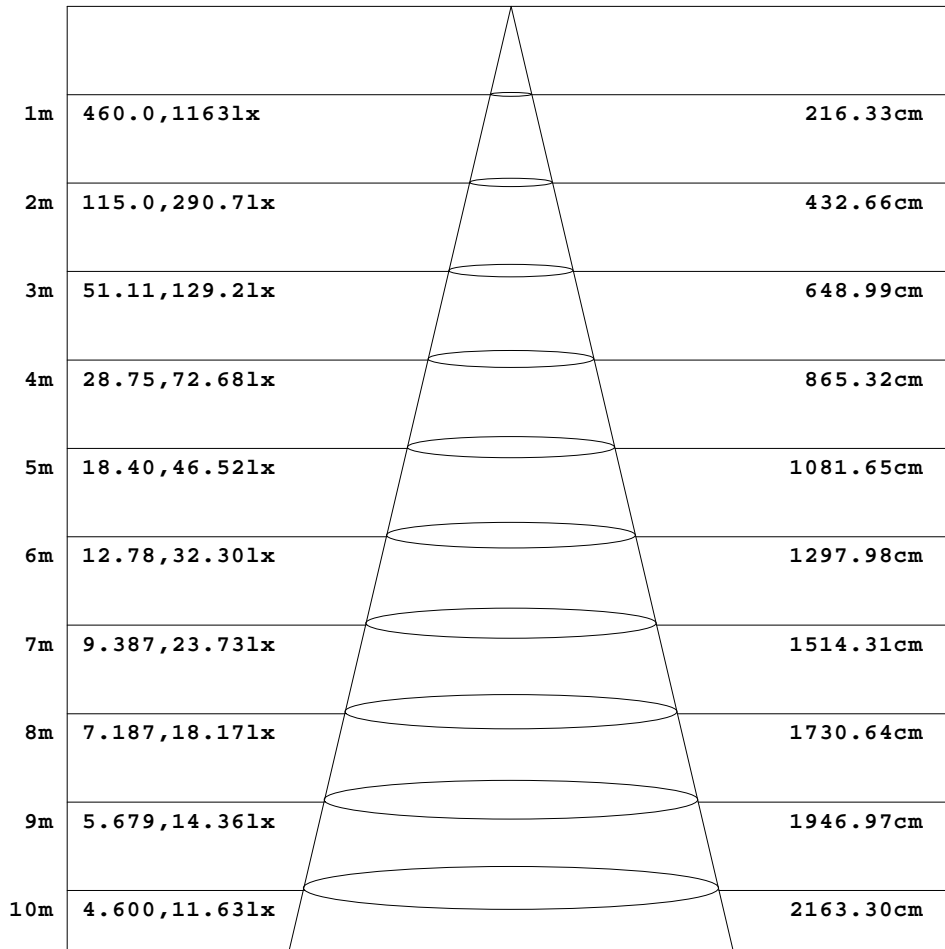 1m 460.0,1163lx 216.33cm
2m 115.0,290.7lx 432.66cm
3m 51.11,129.2lx 648.99cm
4m 28.75,72.68lx 865.32cm
5m 18.40,46.52lx 1081.65cm
6m 12.78,32.30lx 1297.98cm
7m 9.387,23.73lx 1514.31cm
8m 7.187,18.17lx 1730.64cm
9m 5.679,14.36lx 1946.97cm
10m 4.600,11.63lx 2163.30cm